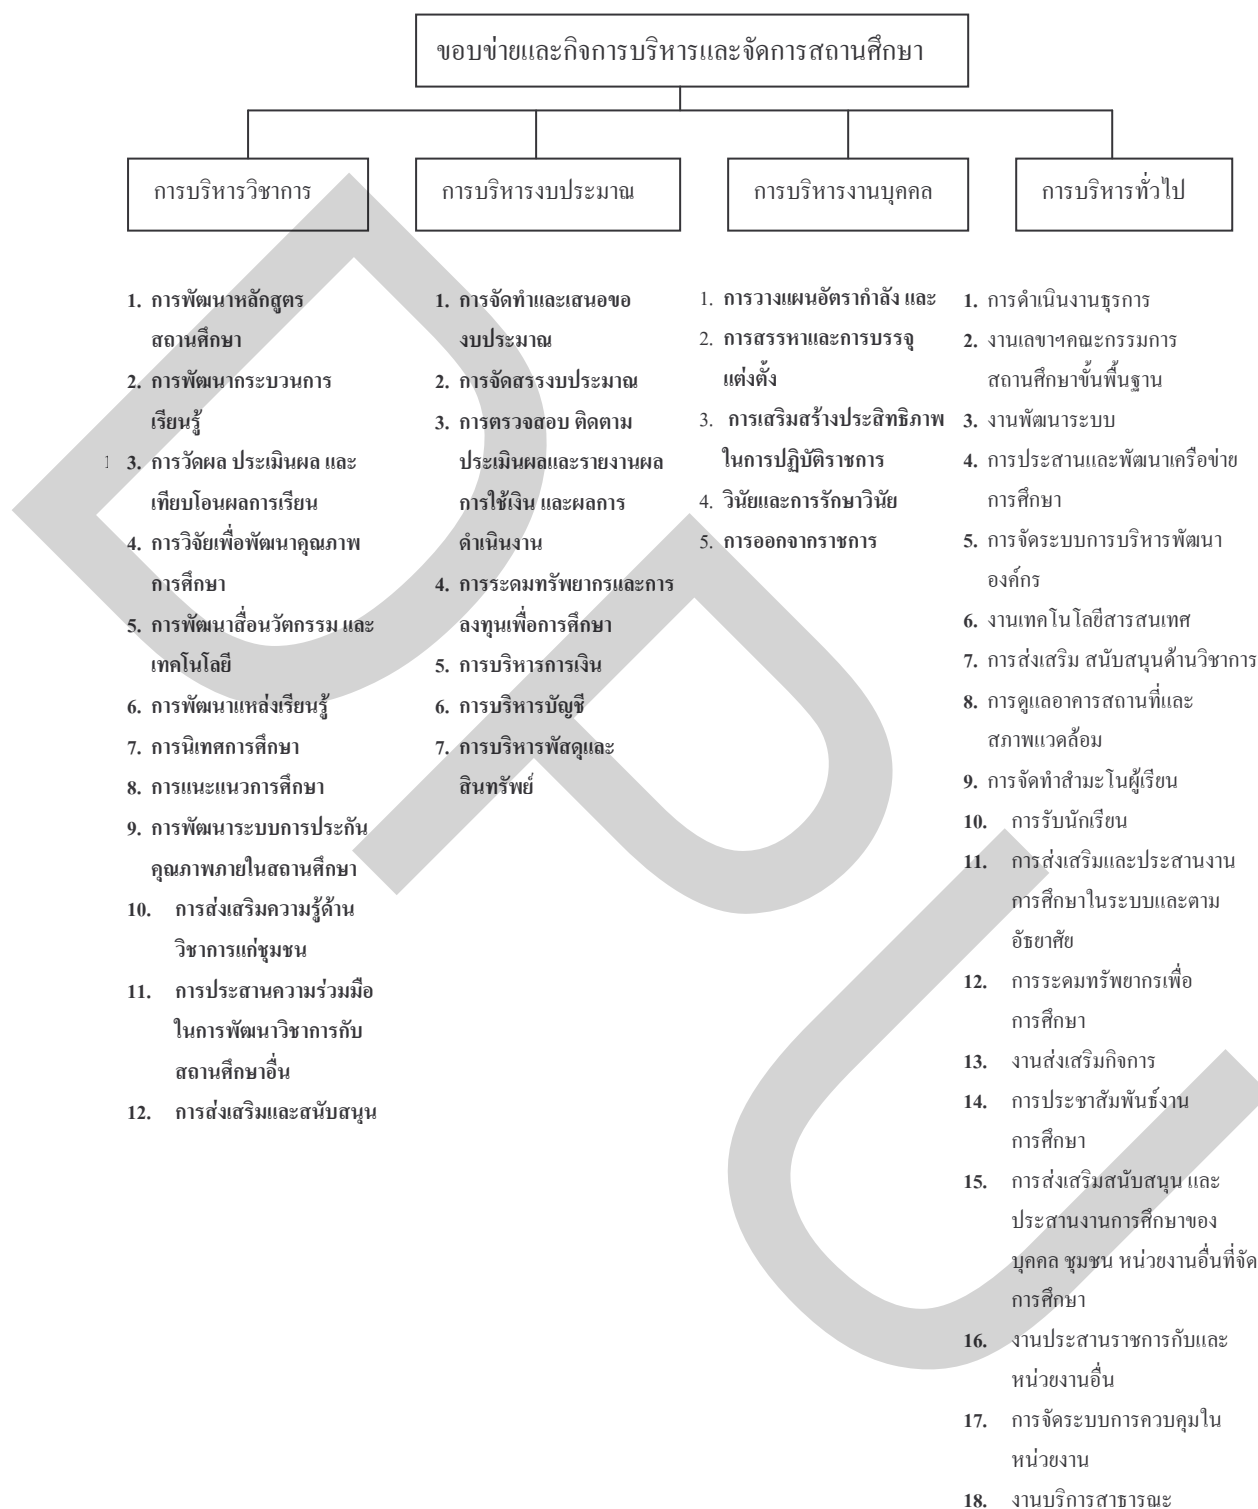 ขอบข่ายและกิจการบริหารและจัดการสถานศึกษา
การบริหารวิชาการ
การบริหารงบประมาณ
การบริหารงานบุคคล
การบริหารทั่วไป
1. การพัฒนาหลักสูตร
สถานศึกษา
2. การพัฒนากระบวนการ
เรียนรู้
3. การวัดผล ประเมินผล และ
เทียบโอนผลการเรียน
4. การวิจัยเพื่อพัฒนาคุณภาพ
การศึกษา
5. การพัฒนาสื่อนวัตกรรม และ
เทคโนโลยี
6. การพัฒนาแหล่งเรียนรู้
7. การนิเทศการศึกษา
8. การแนะแนวการศึกษา
9. การพัฒนาระบบการประกัน
คุณภาพภายในสถานศึกษา
10. การส่งเสริมความรู้ด้าน
วิชาการแก่ชุมชน
11. การประสานความร่วมมือ
ในการพัฒนาวิชาการกับ
สถานศึกษาอื่น
12. การส่งเสริมและสนับสนุน
1. การจัดทำและเสนอขอ
งบประมาณ
2. การจัดสรรงบประมาณ
3. การตรวจสอบ ติดตาม
ประเมินผลและรายงานผล
การใช้เงิน และผลการ
ดำเนินงาน
4. การระดมทรัพยากรและการ
ลงทุนเพื่อการศึกษา
5. การบริหารการเงิน
6. การบริหารบัญชี
7. การบริหารพัสดุและ
สินทรัพย์
1. การวางแผนอัตรากำลัง และ
2. การสรรหาและการบรรจุ
แต่งตั้ง
3. การเสริมสร้างประสิทธิภาพ
ในการปฏิบัติราชการ
4. วินัยและการรักษาวินัย
5. การออกจากราชการ
1. การดำเนินงานธุรการ
2. งานเลขาฯคณะกรรมการ
สถานศึกษาขั้นพื้นฐาน
3. งานพัฒนาระบบ
4. การประสานและพัฒนาเครือข่าย
การศึกษา
5. การจัดระบบการบริหารพัฒนา
องค์กร
6. งานเทคโนโลยีสารสนเทศ
7. การส่งเสริม สนับสนุนด้านวิชาการ
8. การดูแลอาคารสถานที่และ
สภาพแวดล้อม
9. การจัดทำสำมะโนผู้เรียน
10. การรับนักเรียน
11. การส่งเสริมและประสานงาน
การศึกษาในระบบและตาม
อัธยาศัย
12. การระดมทรัพยากรเพื่อ
การศึกษา
13. งานส่งเสริมกิจการ
14. การประชาสัมพันธ์งาน
การศึกษา
15. การส่งเสริมสนับสนุน และ
ประสานงานการศึกษาของ
บุคคล ชุมชน หน่วยงานอื่นที่จัด
การศึกษา
16. งานประสานราชการกับและ
หน่วยงานอื่น
17. การจัดระบบการควบคุมใน
หน่วยงาน
18. งานบริการสาธารณะ
DPU